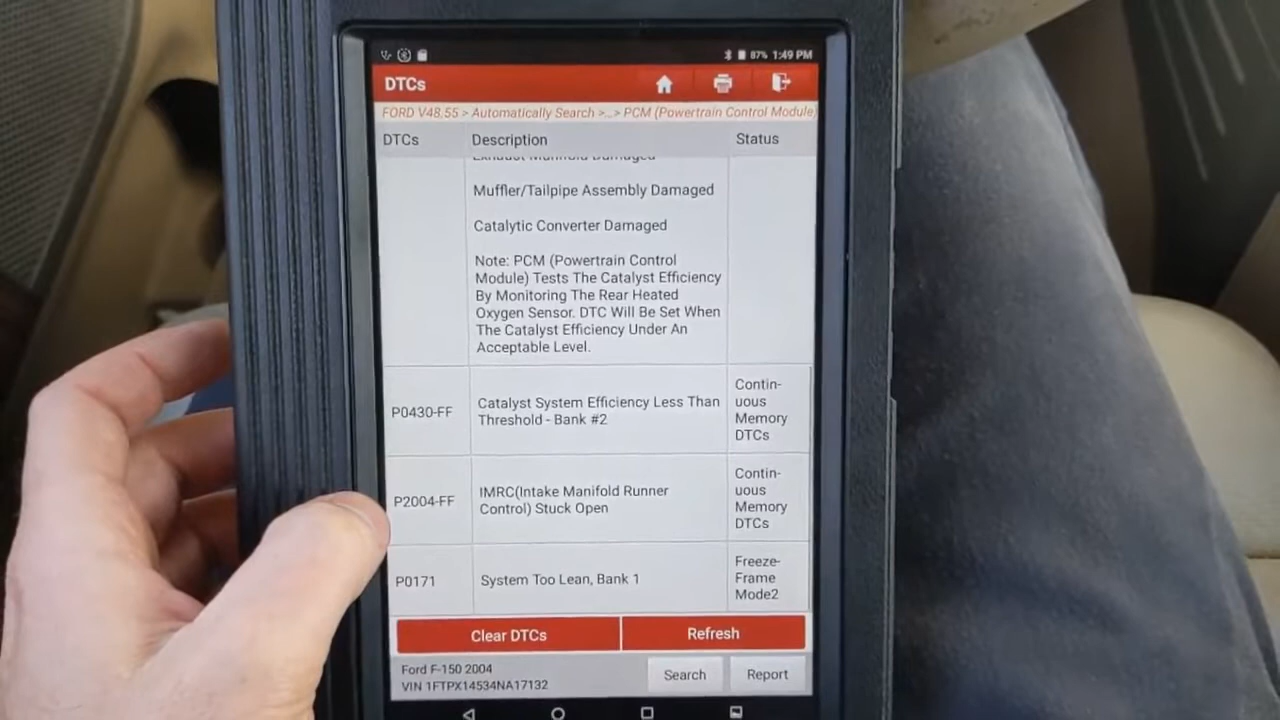 87% 1:49 PM
DTCs
FORD V48.55 > Automatically Search >...> PCM (Powertrain Control Module)
DTCs Description Status
Exhaust Manifold Damaged
Muffler/Tailpipe Assembly Damaged
Catalytic Converter Damaged
Note: PCM (Powertrain Control
Module) Tests The Catalyst Efficiency
By Monitoring The Rear Heated
Oxygen Sensor. DTC Will Be Set When
The Catalyst Efficiency Under An
Acceptable Level.
P0430-FF
Catalyst System Efficiency Less Than
Threshold - Bank #2
Contin-
uous
Memory
DTCs
P2004-FF
IMRC(Intake Manifold Runner
Control) Stuck Open
Contin-
uous
Memory
DTCs
P0171
System Too Lean, Bank 1
Freeze-
Frame
Mode2
Clear DTCs Refresh
Ford F-150 2004
VIN 1FTPX14534NA17132
Search Report